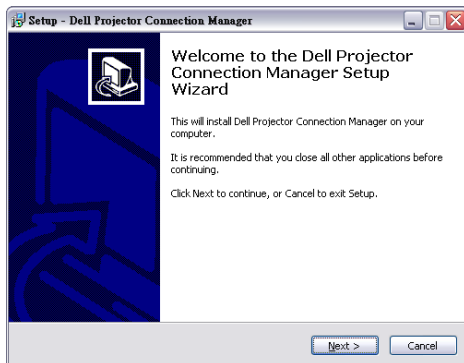 Setup - Dell Projector Connection Manager
Welcome to the Dell Projector
Connection Manager Setup
Wizard
This will install Dell Projector Connection Manager on your
computer.
It is recommended that you close all other applications before
continuing.
Click Next to continue, or Cancel to exit Setup.
Next >
Cancel